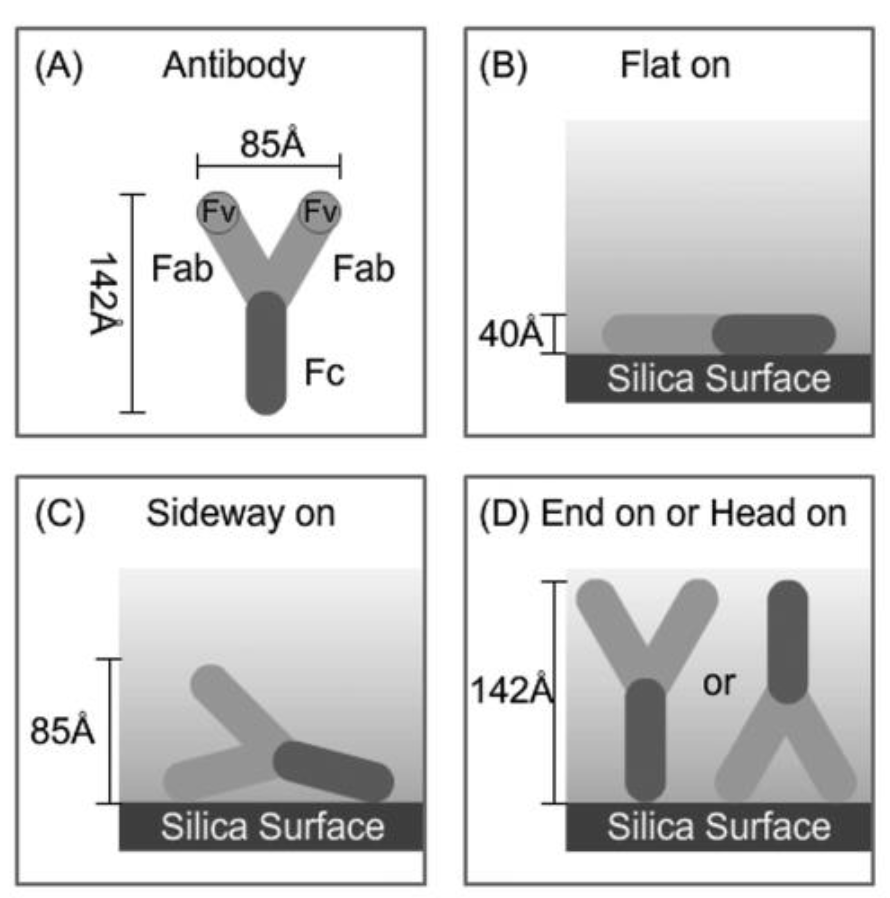 (A) Antibody
85Å
Fv Fv
Fab Fab
142Å
Fc
(B) Flat on
40Å
Silica Surface
(C) Sideway on
85Å
Silica Surface
(D) End on or Head on
142Å
or
Silica Surface